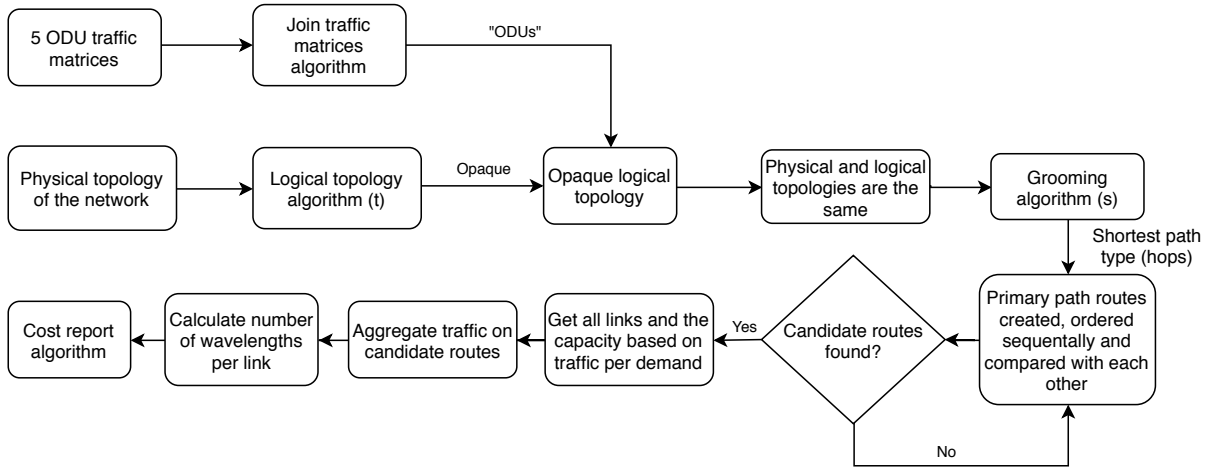 5 ODU traffic
matrices
Join traffic
matrices
algorithm
"ODUs"
Physical topology
of the network
Logical topology
algorithm (t)
Opaque
Opaque logical
topology
Physical and logical
topologies are the
same
Grooming
algorithm (s)
Shortest path
type (hops)
Primary path routes
created, ordered
sequentally and
compared with each
other
Candidate routes
found?
No
Yes
Get all links and the
capacity based on
traffic per demand
Aggregate traffic on
candidate routes
Calculate number
of wavelengths
per link
Cost report
algorithm